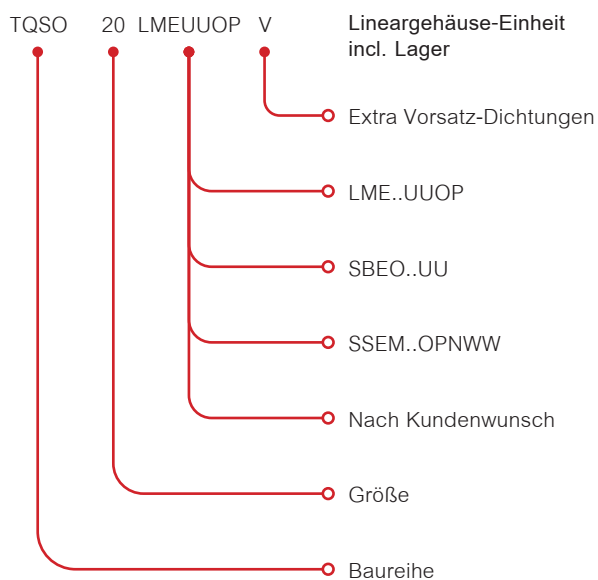 TQSO 20 LMEUUOP V
Lineargehäuse-Einheit
incl. Lager
Extra Vorsatz-Dichtungen
LME..UUOP
SBEO..UU
SSEM..OPNWW
Nach Kundenwunsch
Größe
Baureihe